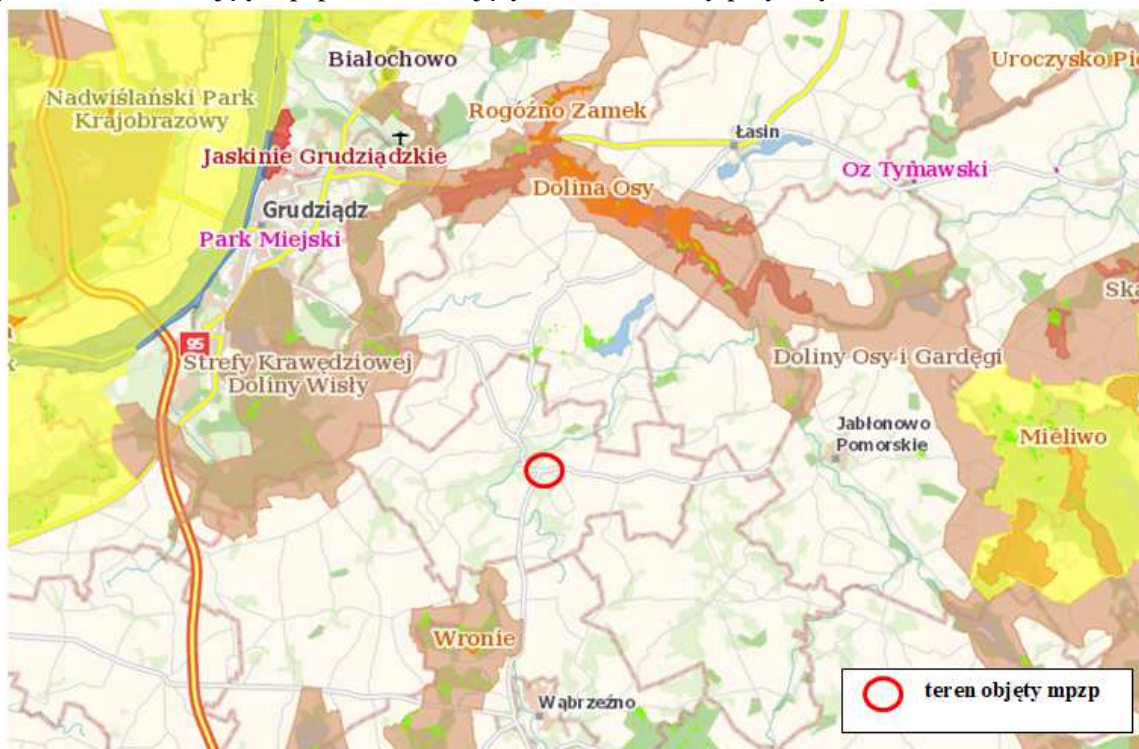 Białochowo
Uroczysko Pie
Nadwiślański Park
Krajobrazowy
Rogóźno Zamek
Łasin
Jaskinie Grudziądzkie
Oz Tymawski
Dolina Osy
Grudziądz
Park Miejski
Ska
95
Strefy Krawędziowej
Doliny Wisły
k
Doliny Osy i Gardęgi
Jabłonowo
Pomorskie
Mieliwo
Wronie
teren objęty mpzp
Wąbrzeźno